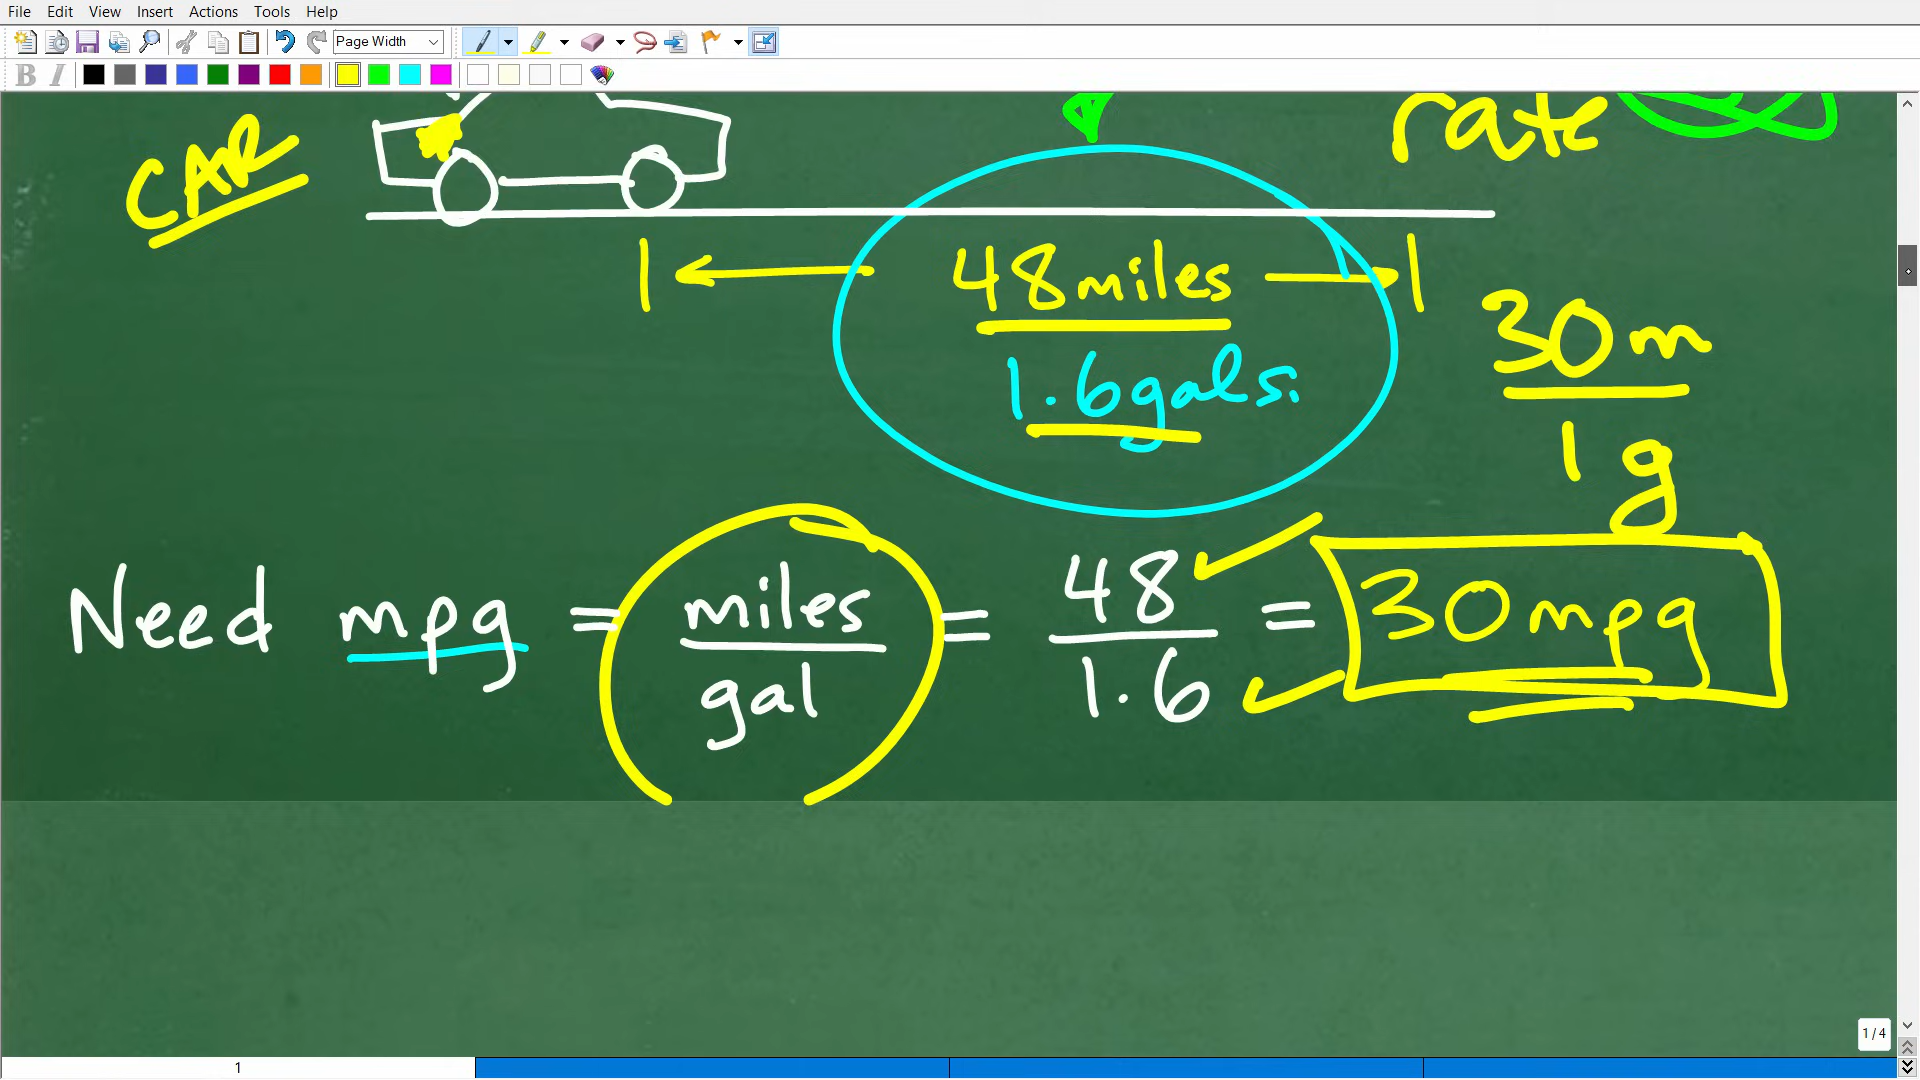 File Edit View Insert Actions Tools Help
Page Width
B I
CAR
rate
48 miles
1.6 gals.
30 m
1 g
Need mpg = miles = 48 = 30 mpg
gal 1.6
1 / 4
1